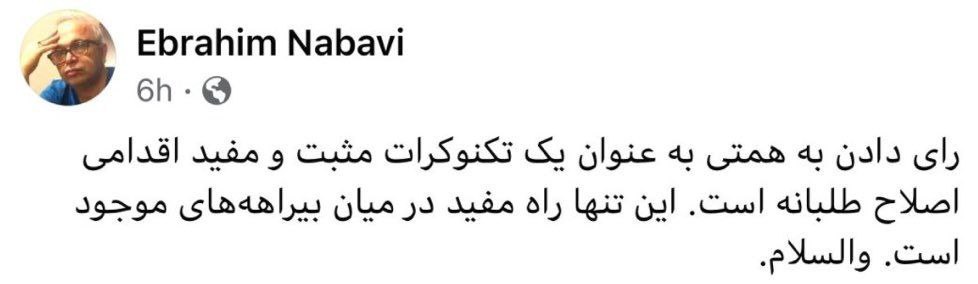 Ebrahim Nabavi
6h ·
رای دادن به همتی به عنوان یک تکنوکرات مثبت و مفید اقدامی
اصلاح طلبانه است. این تنها راه مفید در میان بیراهه‌های موجود
است. والسلام.